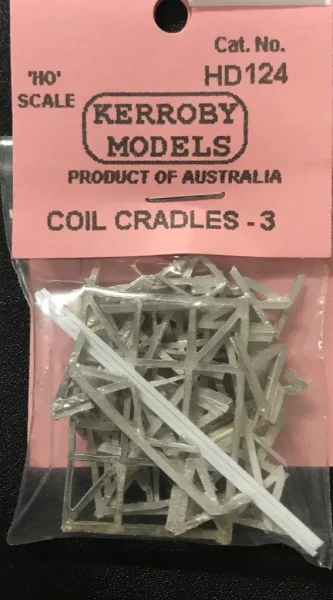 Cat. No.
'HO'
SCALE
HD124
KERROBY
MODELS
PRODUCT OF AUSTRALIA
COIL CRADLES - 3